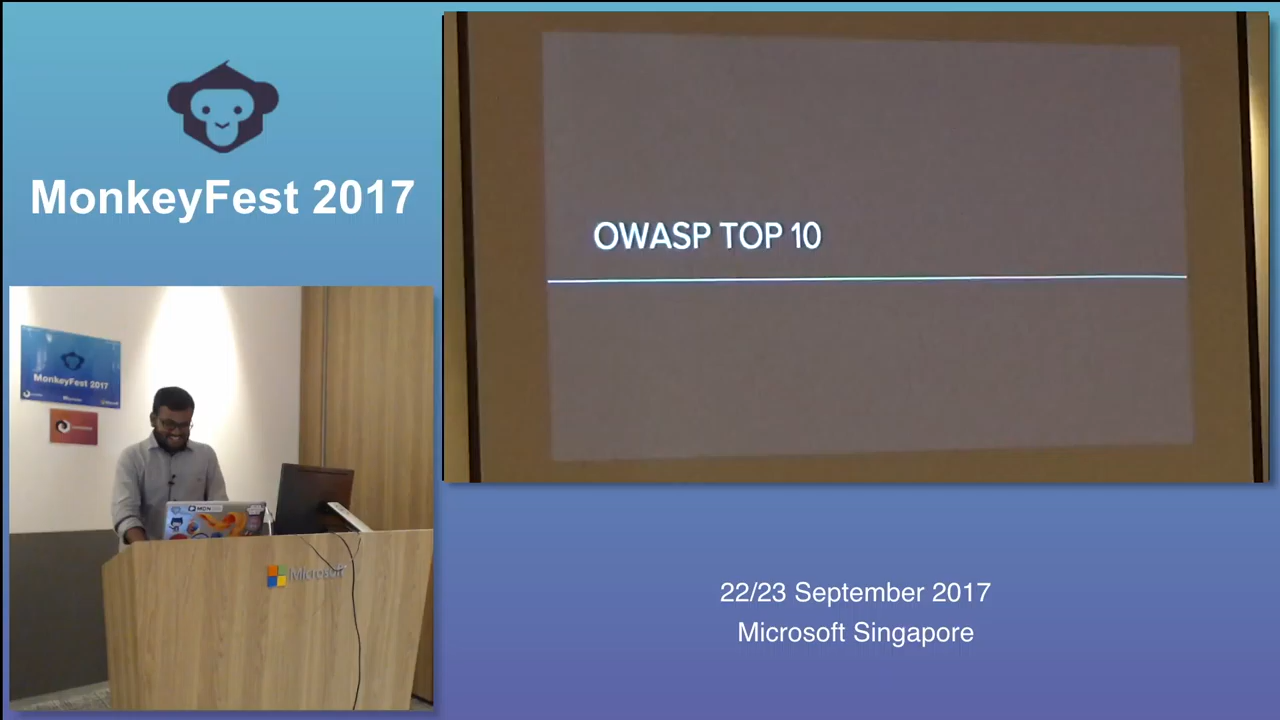 MonkeyFest 2017
OWASP TOP 10
MonkeyFest 2017
Microsoft
22/23 September 2017
Microsoft Singapore